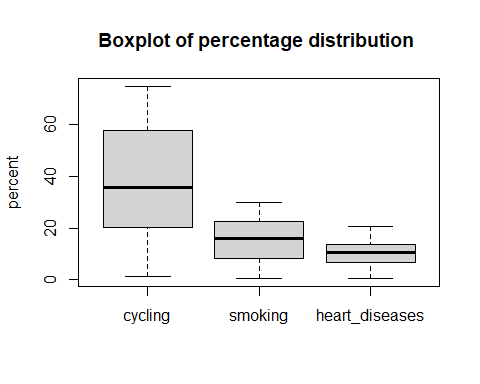 Boxplot of percentage distribution
percent
60
40
20
0
cycling smoking heart_diseases